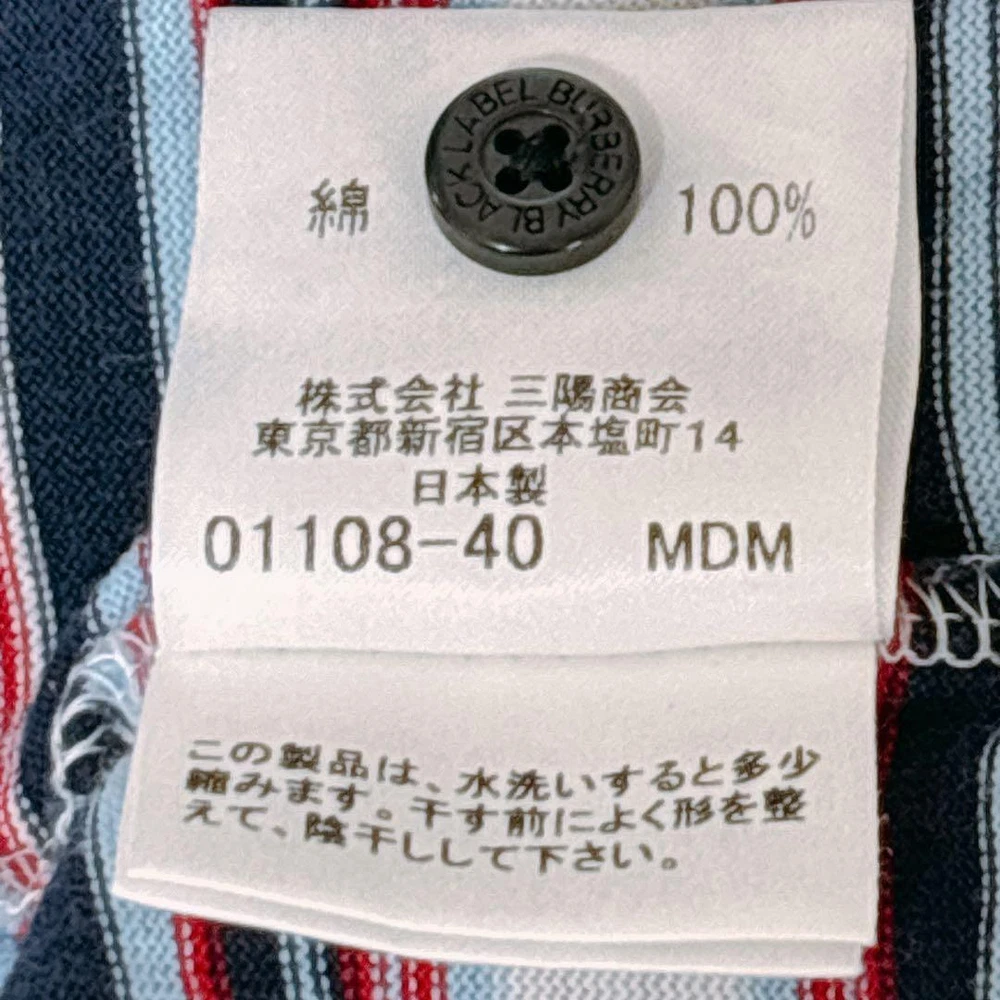 BURBERRY BLACK LABEL
綿 100%
株式会社 三陽商会
東京都新宿区本塩町14
日本製
01108-40 MDM
この製品は、水洗いすると多少
縮みます。干す前によく形を整
えて、陰干しして下さい。